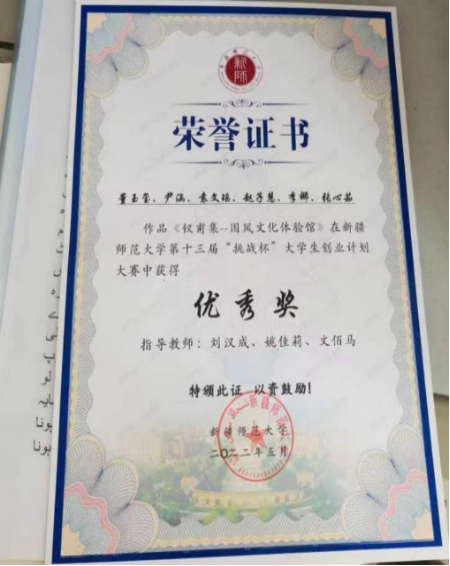 荣誉证书
董玉莹、尹涵、袁文瑶、赵子慧、李娜、张心茹
作品《钗甫集--国风文化体验馆》在新疆
师范大学第十三届“挑战杯”大学生创业计划
大赛中获得
优秀奖
指导教师：刘汉成、姚佳莉、文佰马
特颁此证 以资鼓励！
新疆师范大学
二〇二二年五月